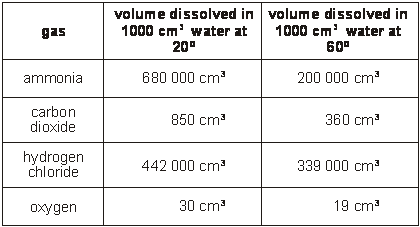 gas
volume dissolved in
1000 cm³ water at
20º
volume dissolved in
1000 cm³ water at
60º
ammonia
680 000 cm³
200 000 cm³
carbon
dioxide
850 cm³
360 cm³
hydrogen
chloride
442 000 cm³
339 000 cm³
oxygen
30 cm³
19 cm³